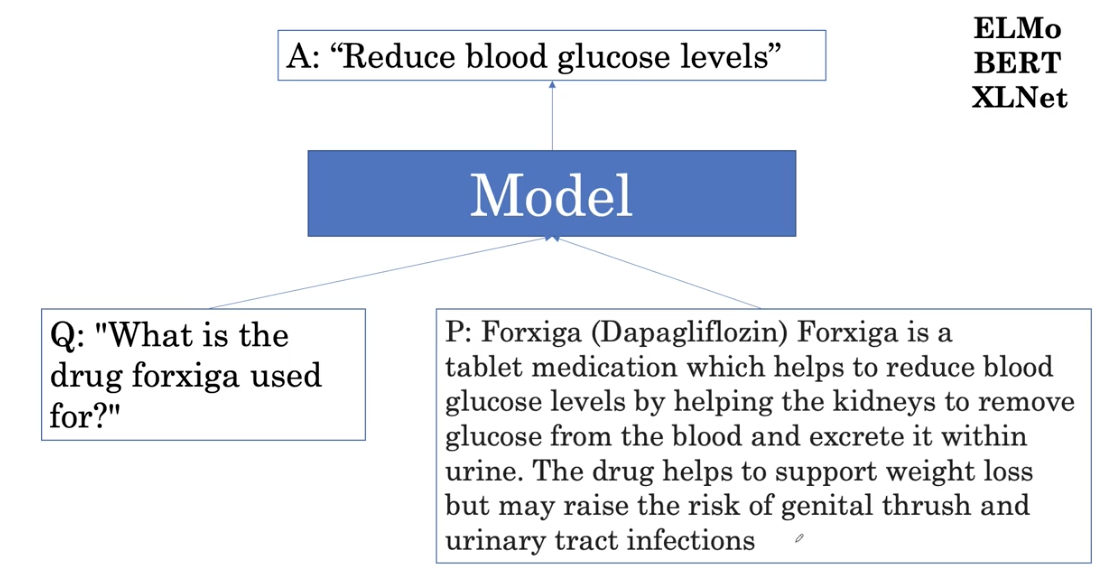 A: “Reduce blood glucose levels”
ELMo
BERT
XLNet
Model
Q: "What is the
drug forxiga used
for?"
P: Forxiga (Dapagliflozin) Forxiga is a
tablet medication which helps to reduce blood
glucose levels by helping the kidneys to remove
glucose from the blood and excrete it within
urine. The drug helps to support weight loss
but may raise the risk of genital thrush and
urinary tract infections